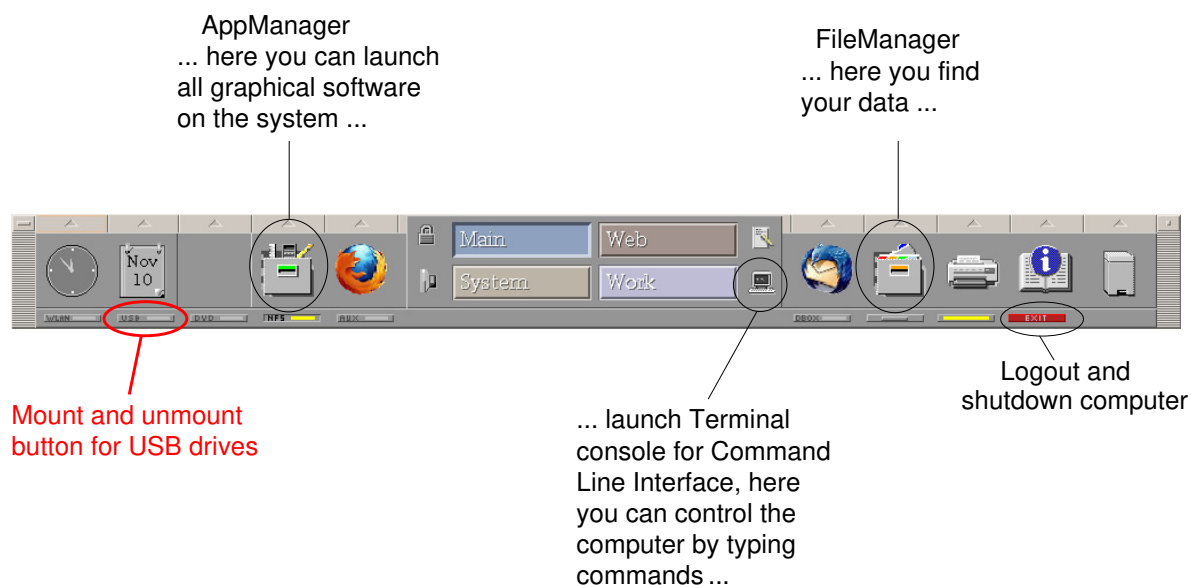 AppManager
... here you can launch
all graphical software
on the system ...
FileManager
... here you find
your data ...
Nov
10
Main
Web
System
Work
WLAN
USB
DVD
NFS
AUX
DBOX
EXIT
Mount and unmount
button for USB drives
... launch Terminal
console for Command
Line Interface, here
you can control the
computer by typing
commands ...
Logout and
shutdown computer